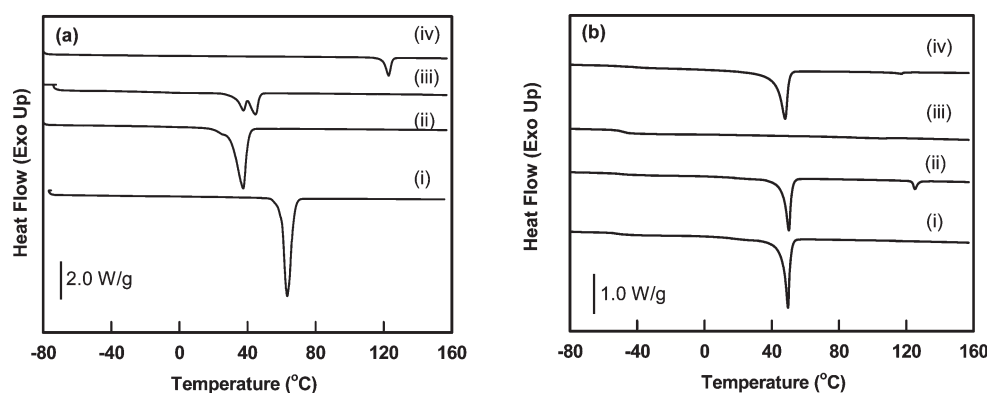 (a)
(iv)
(iii)
(ii)
(i)
2.0 W/g
Heat Flow (Exo Up)
-80 -40 0 40 80 120 160
Temperature (°C)
(b)
(iv)
(iii)
(ii)
(i)
1.0 W/g
Heat Flow (Exo Up)
-80 -40 0 40 80 120 160
Temperature (°C)